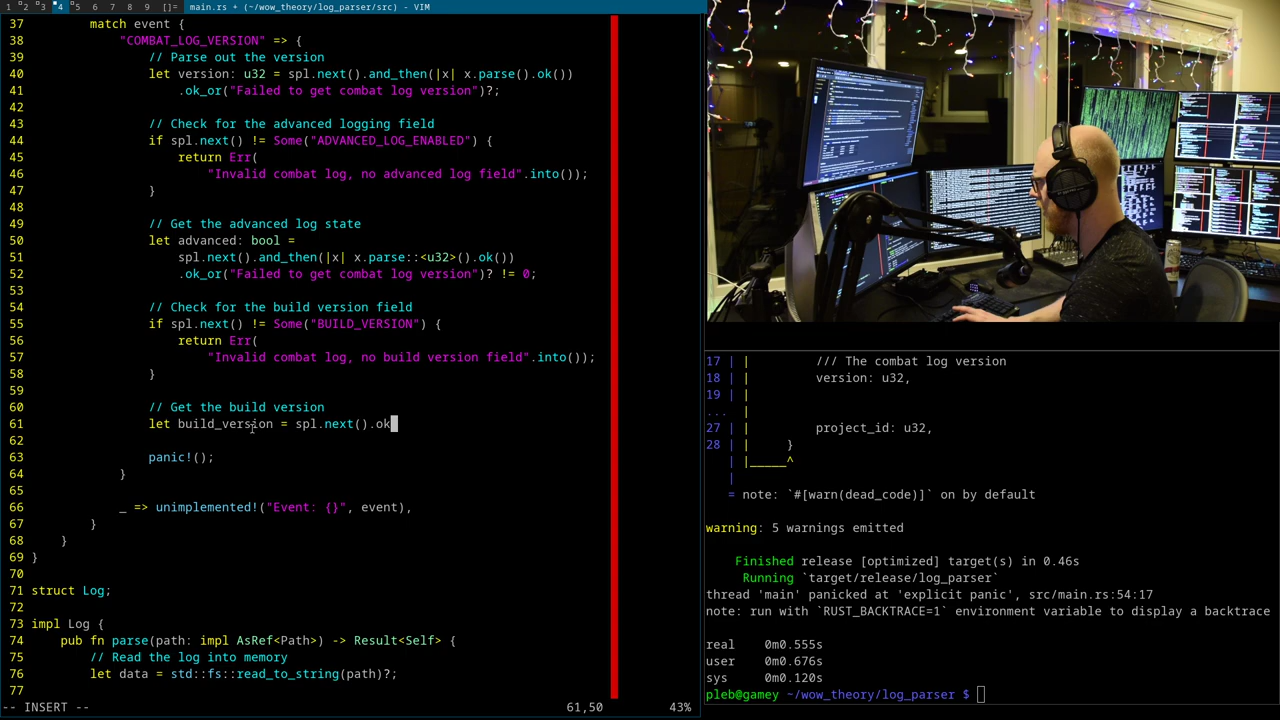 1 2 3 4 5 6 7 8 9 []= main.rs + (~/wow_theory/log_parser/src) - VIM
37 match event {
38 "COMBAT_LOG_VERSION" => {
39 // Parse out the version
40 let version: u32 = spl.next().and_then(|x| x.parse().ok())
41 .ok_or("Failed to get combat log version")?;
42
43 // Check for the advanced logging field
44 if spl.next() != Some("ADVANCED_LOG_ENABLED") {
45 return Err(
46 "Invalid combat log, no advanced log field".into());
47 }
48
49 // Get the advanced log state
50 let advanced: bool =
51 spl.next().and_then(|x| x.parse::<u32>().ok())
52 .ok_or("Failed to get combat log version")? != 0;
53
54 // Check for the build version field
55 if spl.next() != Some("BUILD_VERSION") {
56 return Err(
57 "Invalid combat log, no build version field".into());
58 }
59
60 // Get the build version
61 let build_version = spl.next().ok
62
63 panic!();
64 }
65
66 _ => unimplemented!("Event: {}", event),
67 }
68 }
69 }
70
71 struct Log;
72
73 impl Log {
74 pub fn parse(path: impl AsRef<Path>) -> Result<Self> {
75 // Read the log into memory
76 let data = std::fs::read_to_string(path)?;
77
-- INSERT -- 61,50 43%
17 | | /// The combat log version
18 | | version: u32,
19 | |
... |
27 | | project_id: u32,
28 | | }
| |_____^
|
= note: `#[warn(dead_code)]` on by default
warning: 5 warnings emitted
Finished release [optimized] target(s) in 0.46s
Running `target/release/log_parser`
thread 'main' panicked at 'explicit panic', src/main.rs:54:17
note: run with `RUST_BACKTRACE=1` environment variable to display a backtrace
real 0m0.555s
user 0m0.676s
sys 0m0.120s
pleb@gamey ~/wow_theory/log_parser $